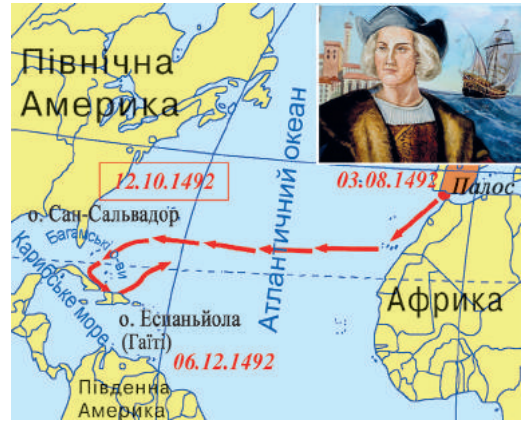 Північна
Америка
12.10.1492
03.08.1492
Палос
о. Сан-Сальвадор
Багамські о-ви
Карибське море
Атлантичний океан
Африка
о. Еспаньйола
(Гаїті)
06.12.1492
Південна
Америка